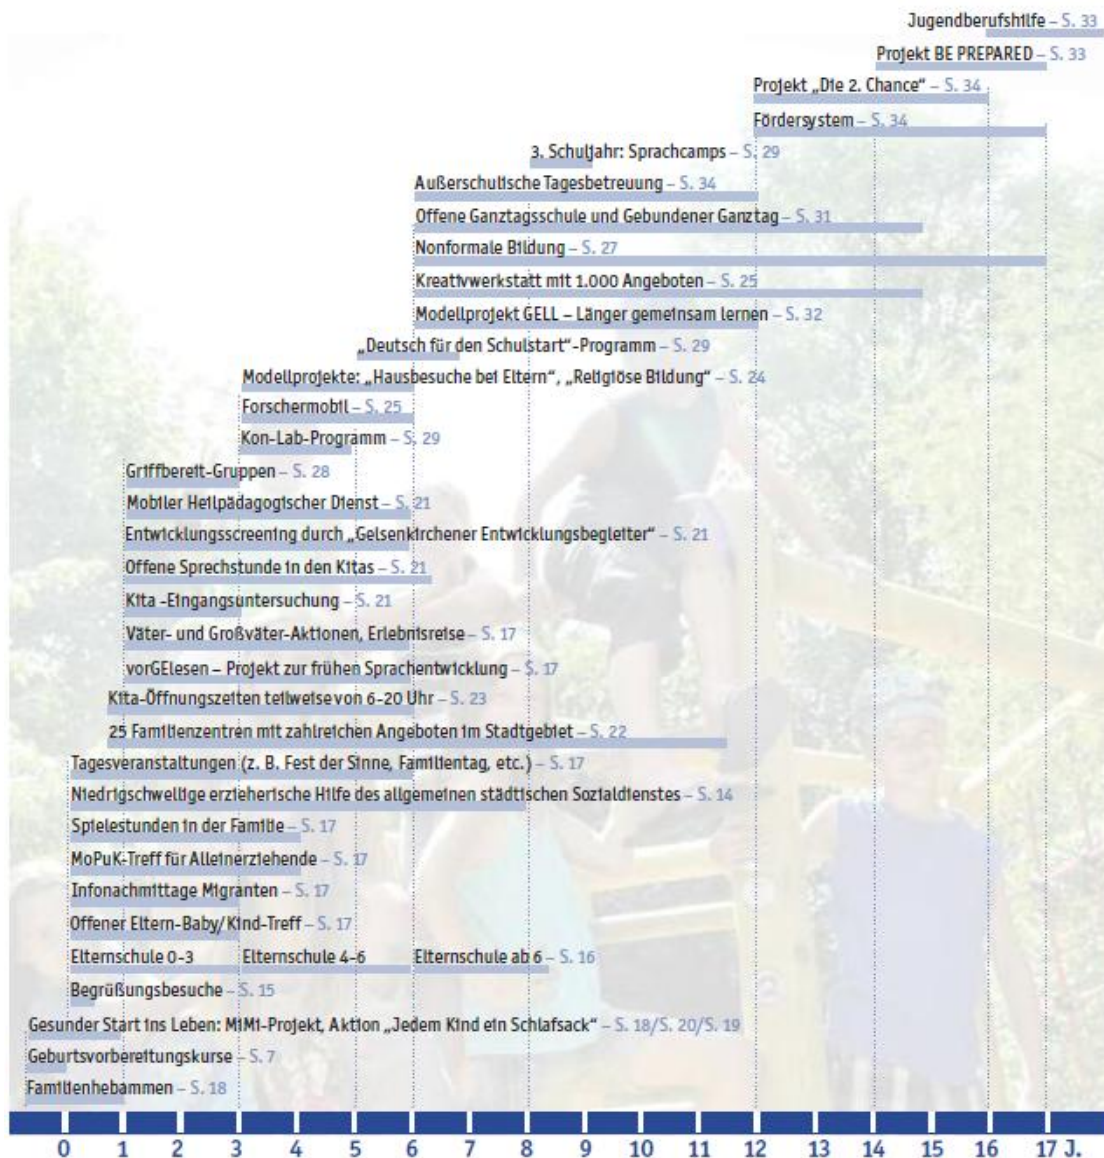 Jugendberufshilfe – S. 33
Projekt BE PREPARED – S. 33
Projekt „Die 2. Chance“ – S. 34
Fördersystem – S. 34
3. Schuljahr: Sprachcamps – S. 29
Außerschulische Tagesbetreuung – S. 34
Offene Ganztagsschule und Gebundener Ganztag – S. 31
Nonformale Bildung – S. 27
Kreativwerkstatt mit 1.000 Angeboten – S. 25
Modellprojekt GELL – Länger gemeinsam lernen – S. 32
„Deutsch für den Schulstart“-Programm – S. 29
Modellprojekte: „Hausbesuche bei Eltern“, „Religiöse Bildung“ – S. 24
Forschermobil – S. 25
Kon-Lab-Programm – S. 29
Griffbereit-Gruppen – S. 28
Mobiler Heilpädagogischer Dienst – S. 21
Entwicklungsscreening durch „Gelsenkirchener Entwicklungsbegleiter“ – S. 21
Offene Sprechstunde in den Kitas – S. 21
Kita -Eingangsuntersuchung – S. 21
Väter- und Großväter-Aktionen, Erlebnisreise – S. 17
vorGElesen – Projekt zur frühen Sprachentwicklung – S. 17
Kita-Öffnungszeiten teilweise von 6-20 Uhr – S. 23
25 Familienzentren mit zahlreichen Angeboten im Stadtgebiet – S. 22
Tagesveranstaltungen (z. B. Fest der Sinne, Familientag, etc.) – S. 17
Niedrigschwellige erzieherische Hilfe des allgemeinen städtischen Sozialdienstes – S. 14
Spielestunden in der Familie – S. 17
MoPuK-Treff für Alleinerziehende – S. 17
Infonachmittage Migranten – S. 17
Offener Eltern-Baby/Kind-Treff – S. 17
Elternschule 0-3 Elternschule 4-6 Elternschule ab 6 – S. 16
Begrüßungsbesuche – S. 15
Gesunder Start ins Leben: MiMi-Projekt, Aktion „Jedem Kind ein Schlafsack“ – S. 18/S. 20/S. 19
Geburtsvorbereitungskurse – S. 7
Familienhebammen – S. 18
0 1 2 3 4 5 6 7 8 9 10 11 12 13 14 15 16 17 J.